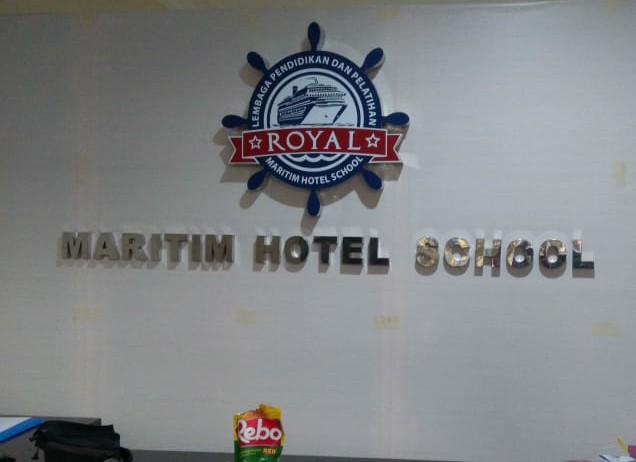 LEMBAGA PENDIDIKAN DAN PELATIHAN
ROYAL
MARITIM HOTEL SCHOOL
MARITIM HOTEL SCHOOL
Rebo